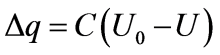 Δq = C(U₀ − U)